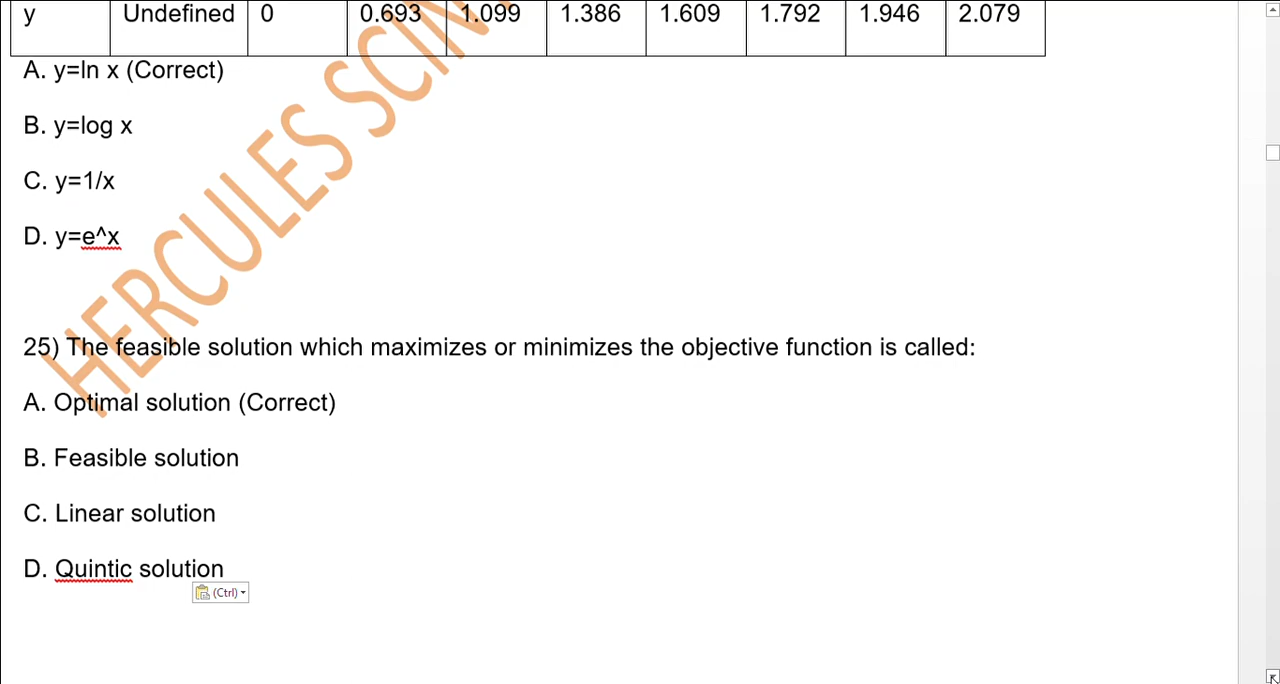 y Undefined 0 0.693 1.099 1.386 1.609 1.792 1.946 2.079
A. y=ln x (Correct)
B. y=log x
C. y=1/x
D. y=e^x
25) The feasible solution which maximizes or minimizes the objective function is called:
A. Optimal solution (Correct)
B. Feasible solution
C. Linear solution
D. Quintic solution
(Ctrl)
HERCULES